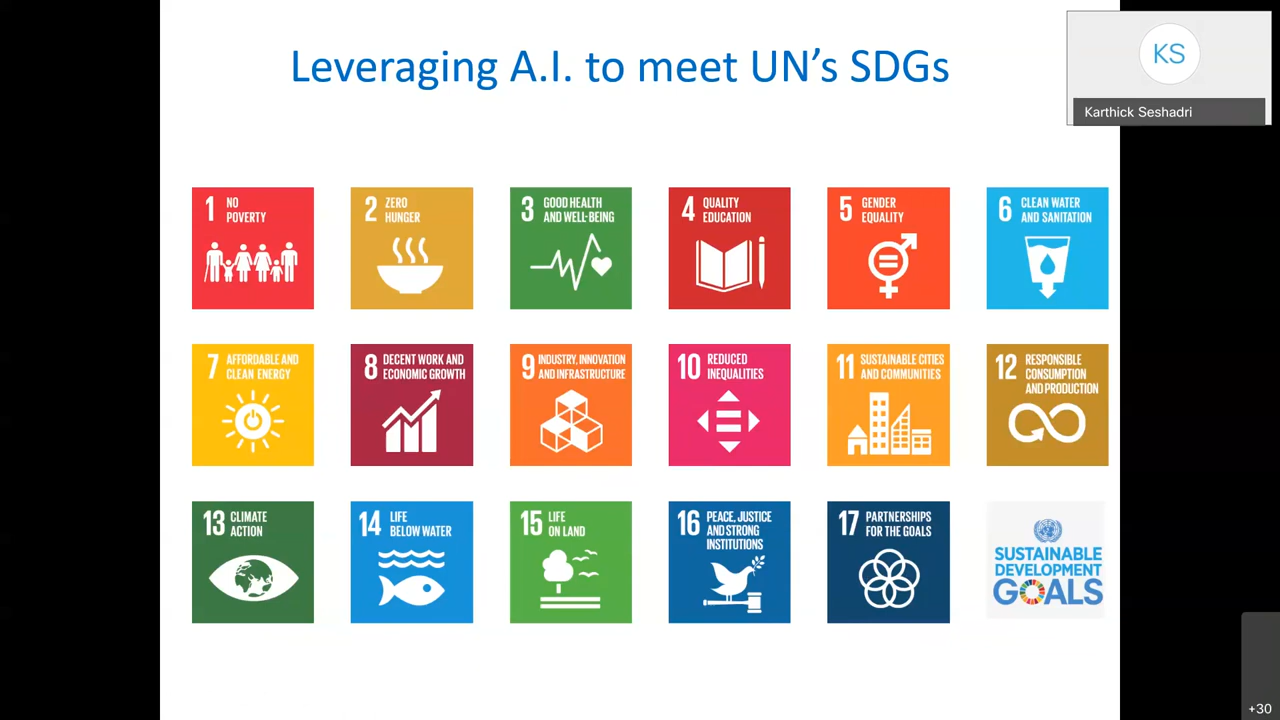 Leveraging A.I. to meet UN's SDGs
KS
Karthick Seshadri
1 NO
POVERTY
2 ZERO
HUNGER
3 GOOD HEALTH
AND WELL-BEING
4 QUALITY
EDUCATION
5 GENDER
EQUALITY
6 CLEAN WATER
AND SANITATION
7 AFFORDABLE AND
CLEAN ENERGY
8 DECENT WORK AND
ECONOMIC GROWTH
9 INDUSTRY, INNOVATION
AND INFRASTRUCTURE
10 REDUCED
INEQUALITIES
11 SUSTAINABLE CITIES
AND COMMUNITIES
12 RESPONSIBLE
CONSUMPTION
AND PRODUCTION
13 CLIMATE
ACTION
14 LIFE
BELOW WATER
15 LIFE
ON LAND
16 PEACE, JUSTICE
AND STRONG
INSTITUTIONS
17 PARTNERSHIPS
FOR THE GOALS
SUSTAINABLE
DEVELOPMENT
GOALS
+30